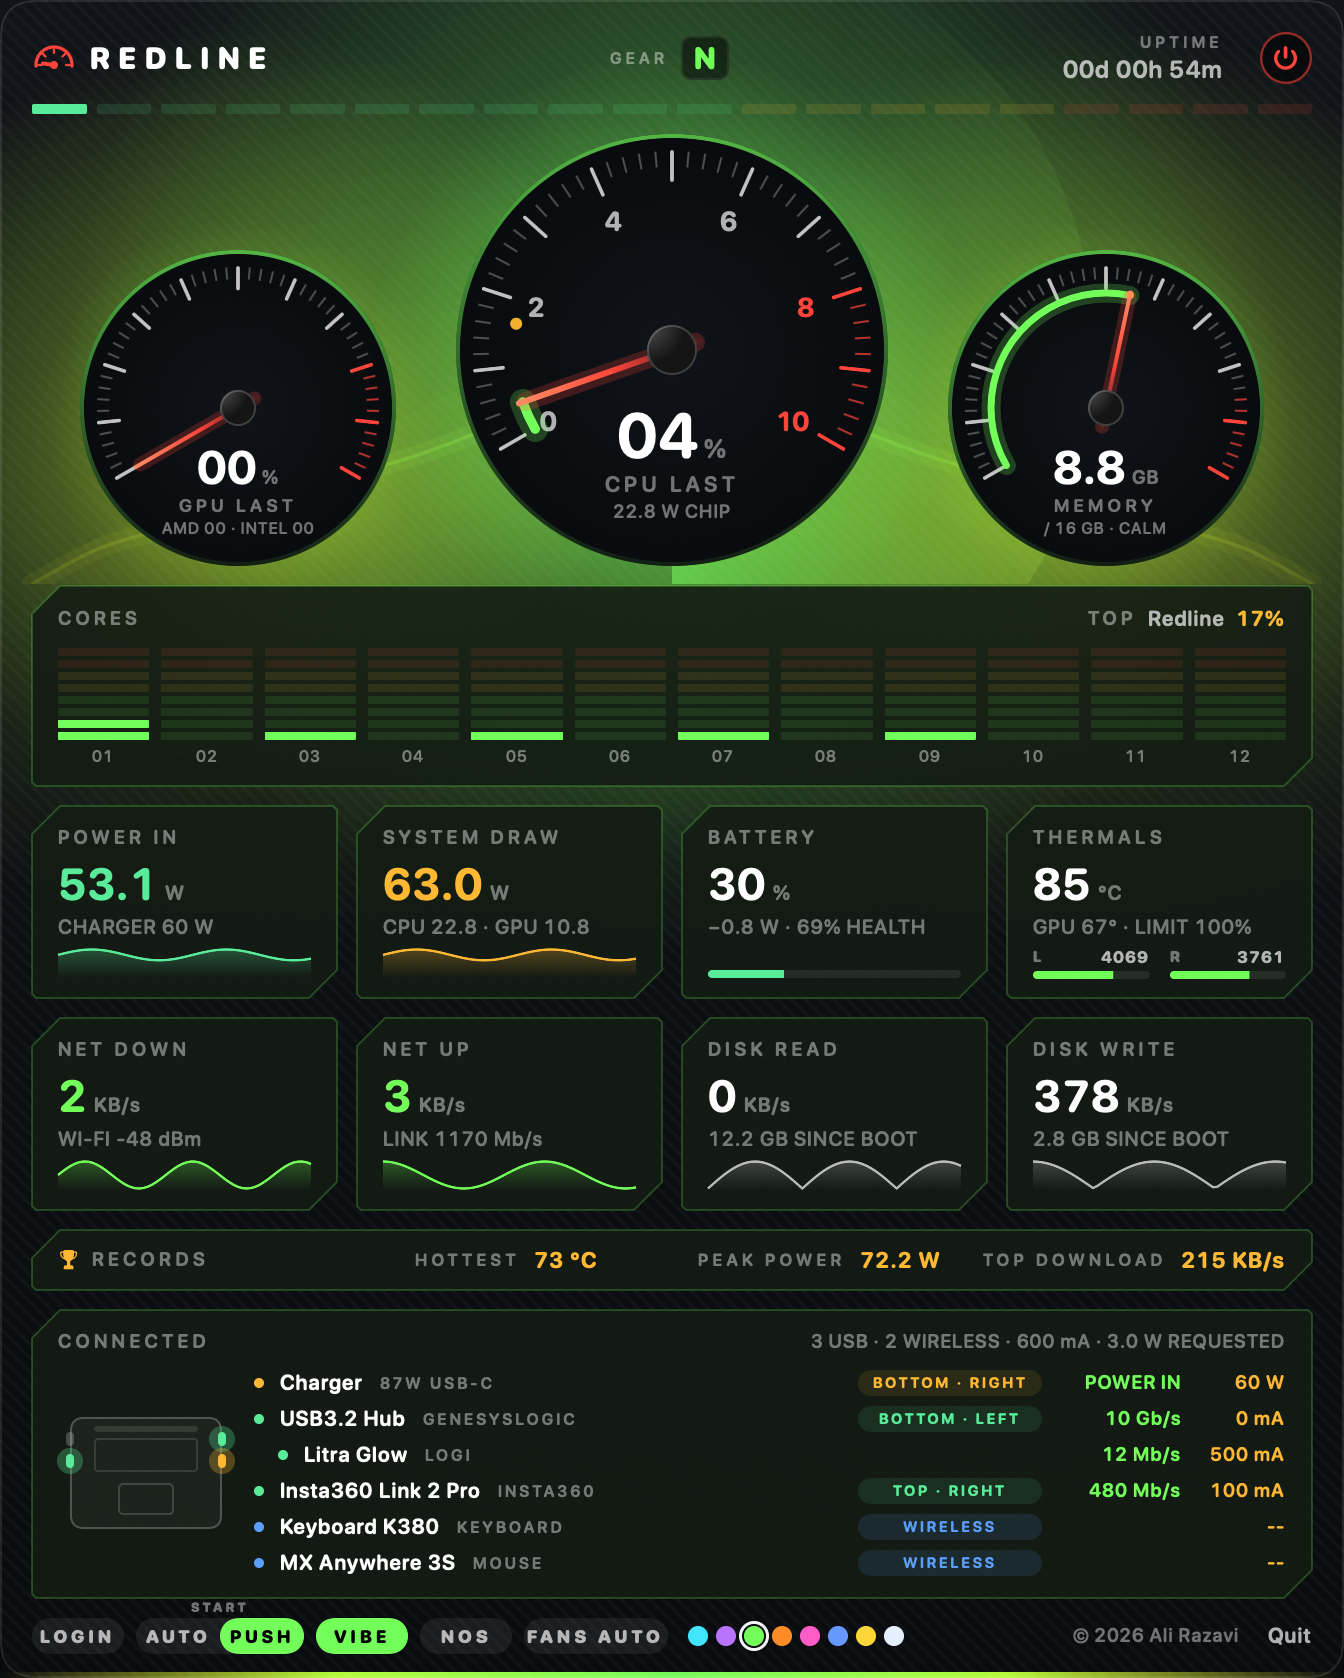 REDLINE
GEAR N
UPTIME
00d 00h 54m
4 6
2 8
0 10
04 %
CPU LAST
22.8 W CHIP
00 %
GPU LAST
AMD 00 · INTEL 00
8.8 GB
MEMORY
/ 16 GB · CALM
CORES TOP Redline 17%
01 02 03 04 05 06 07 08 09 10 11 12
POWER IN
53.1 W
CHARGER 60 W
SYSTEM DRAW
63.0 W
CPU 22.8 · GPU 10.8
BATTERY
30 %
−0.8 W · 69% HEALTH
THERMALS
85 °C
GPU 67° · LIMIT 100%
L 4069 R 3761
NET DOWN
2 KB/s
WI-FI -48 dBm
NET UP
3 KB/s
LINK 1170 Mb/s
DISK READ
0 KB/s
12.2 GB SINCE BOOT
DISK WRITE
378 KB/s
2.8 GB SINCE BOOT
RECORDS HOTTEST 73 °C PEAK POWER 72.2 W TOP DOWNLOAD 215 KB/s
CONNECTED 3 USB · 2 WIRELESS · 600 mA · 3.0 W REQUESTED
Charger 87W USB-C BOTTOM · RIGHT POWER IN 60 W
USB3.2 Hub GENESYSLOGIC BOTTOM · LEFT 10 Gb/s 0 mA
Litra Glow LOGI 12 Mb/s 500 mA
Insta360 Link 2 Pro INSTA360 TOP · RIGHT 480 Mb/s 100 mA
Keyboard K380 KEYBOARD WIRELESS --
MX Anywhere 3S MOUSE WIRELESS --
START
LOGIN AUTO PUSH VIBE NOS FANS AUTO © 2026 Ali Razavi Quit